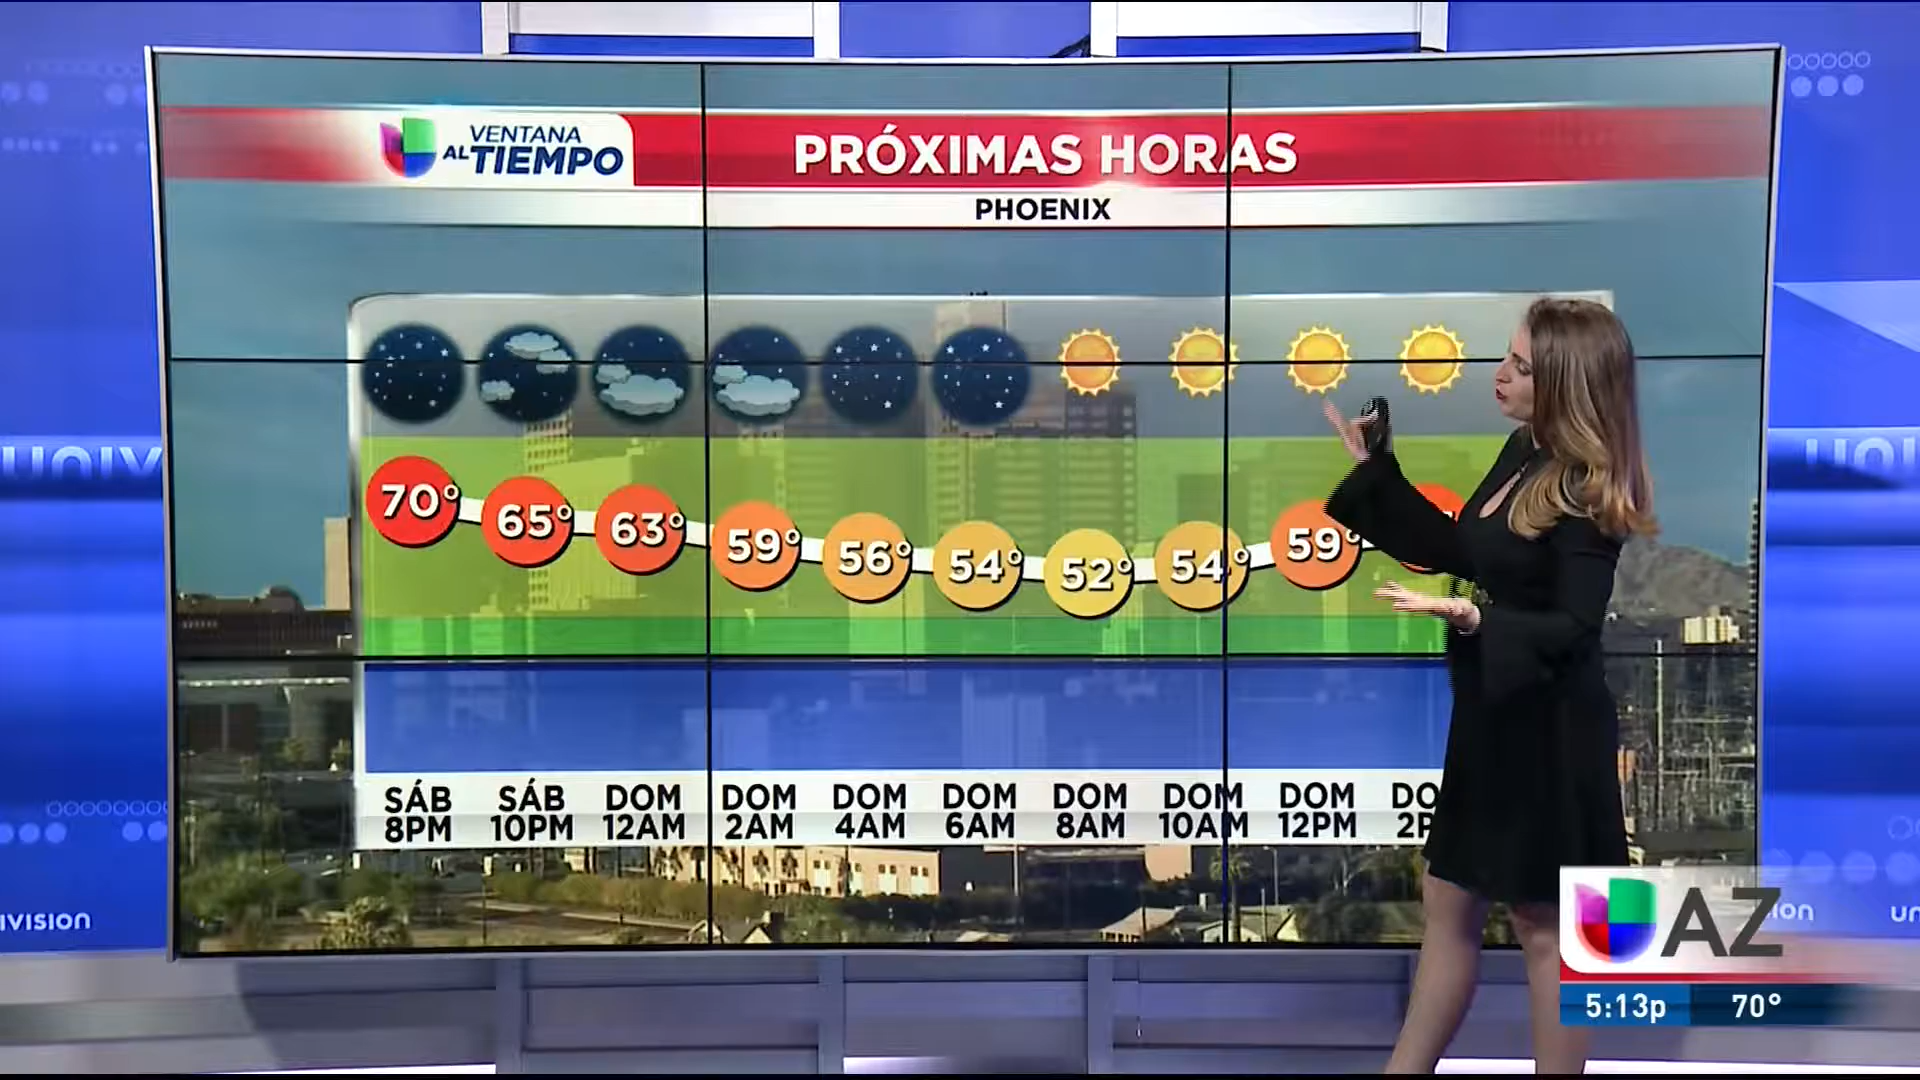 VENTANA
AL TIEMPO
PRÓXIMAS HORAS
PHOENIX
70° 65° 63° 59° 56° 54° 52° 54° 59°
SÁB SÁB DOM DOM DOM DOM DOM DOM DOM
8PM 10PM 12AM 2AM 4AM 6AM 8AM 10AM 12PM
AZ
5:13p 70°